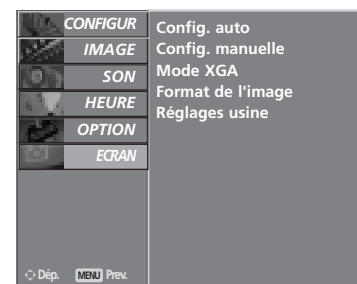 CONFIGUR
IMAGE
SON
HEURE
OPTION
ECRAN
Config. auto
Config. manuelle
Mode XGA
Format de l'image
Réglages usine
Dép. MENU Prev.